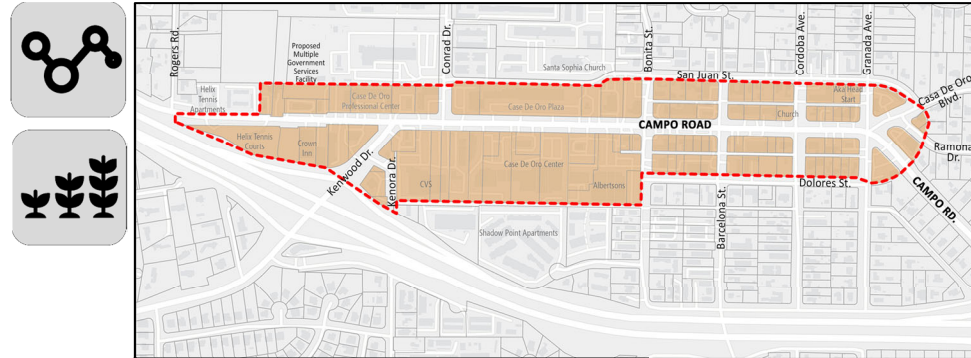 Rogers Rd.
Proposed
Multiple
Government
Services
Facility
Conrad Dr.
Santa Sophia Church
Bonita St.
San Juan St.
Cordoba Ave.
Granada Ave.
Helix
Tennis
Apartments
Case De Oro
Professional Center
Case De Oro Plaza
Aka Head
Start
Casa De Oro
Blvd.
Church
CAMPO ROAD
Helix Tennis
Coucis
Crown
Inn
Kenwood Dr.
Kenora Dr.
CVS
Case De Oro Center
Albertsons
Ramona
Dr.
Dolores St.
CAMPO RD.
Barcelona St.
Shadow Point Apartments